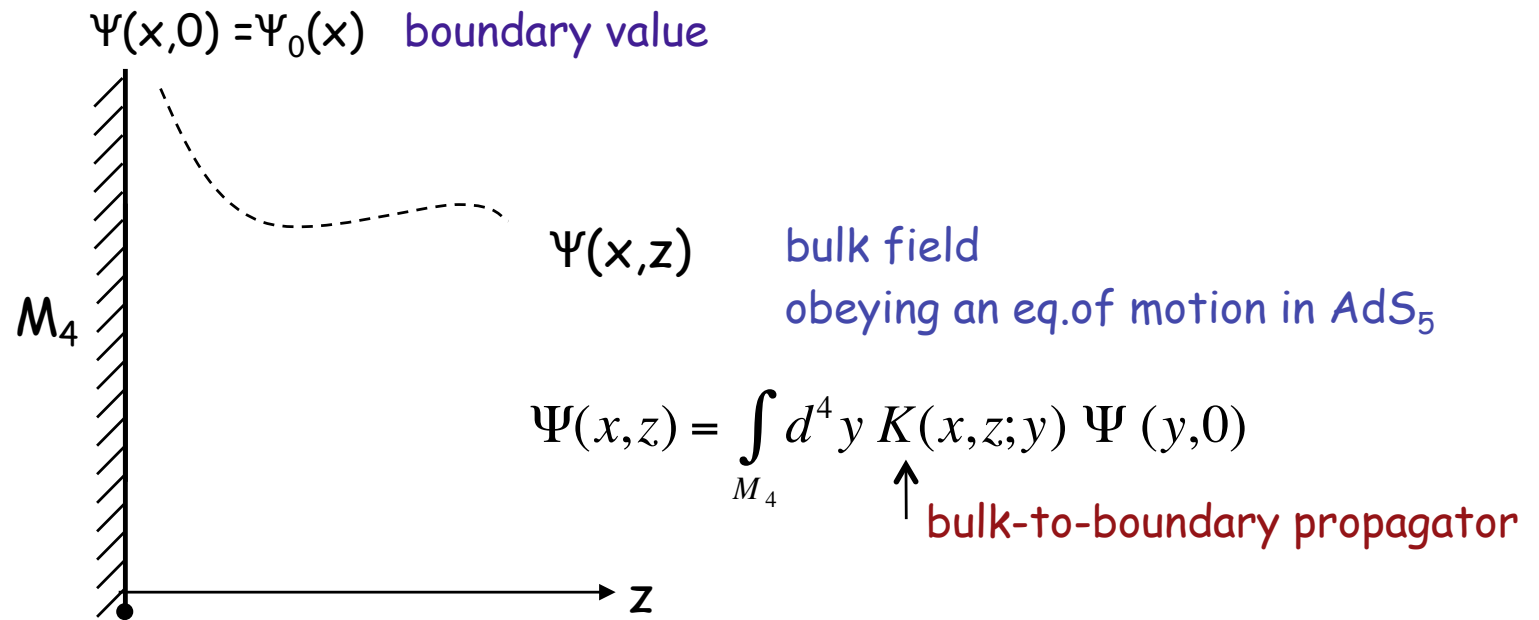 Ψ(x,0) =Ψ₀(x) boundary value
Ψ(x,z) bulk field
obeying an eq.of motion in AdS₅
M₄
Ψ(x,z) = ∫ d⁴y K(x,z;y) Ψ (y,0)
M ₄
bulk-to-boundary propagator
z